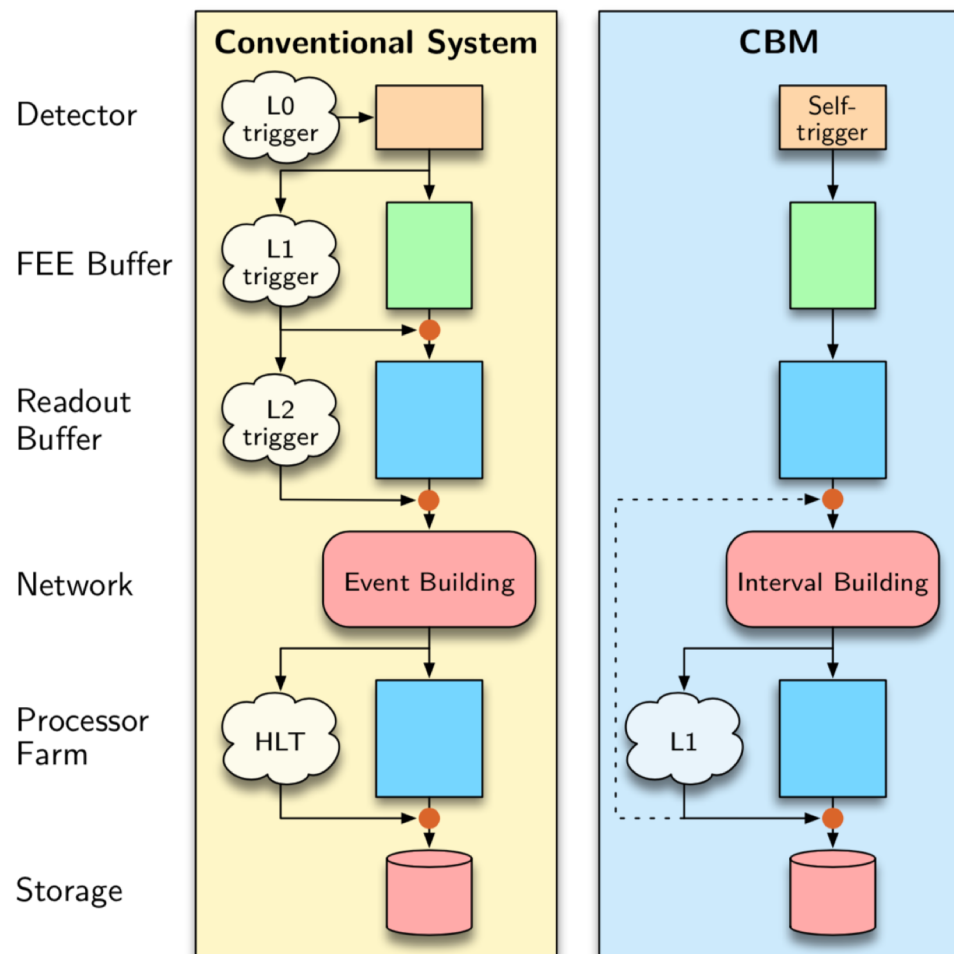 Conventional System
CBM
Detector
L0
trigger
Self-
trigger
FEE Buffer
L1
trigger
Readout
Buffer
L2
trigger
Network
Event Building
Interval Building
Processor
Farm
HLT
L1
Storage